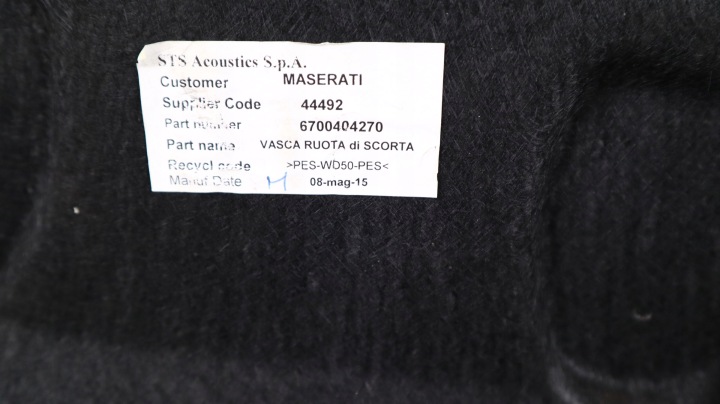 STS Acoustics S.p.A.
Customer MASERATI
Supplier Code 44492
Part number 6700404270
Part name VASCA RUOTA di SCORTA
Recycl code >PES-WD50-PES<
Manuf Date 08-mag-15